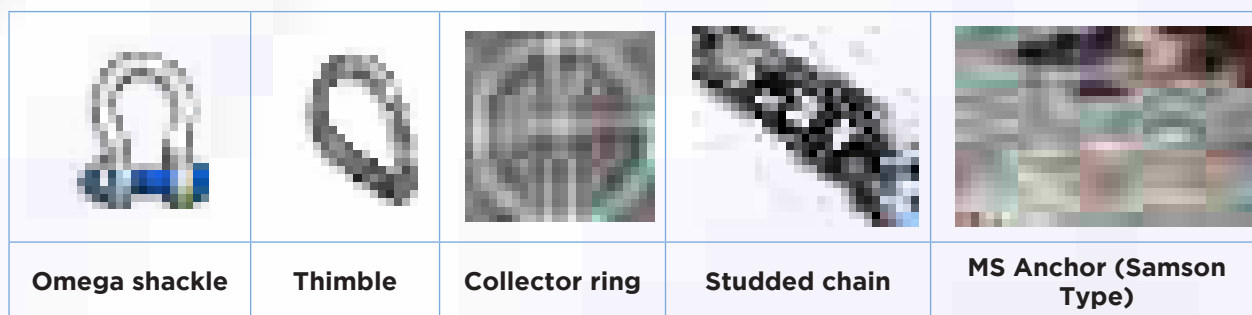 Omega shackle
Thimble
Collector ring
Studded chain
MS Anchor (Samson
Type)